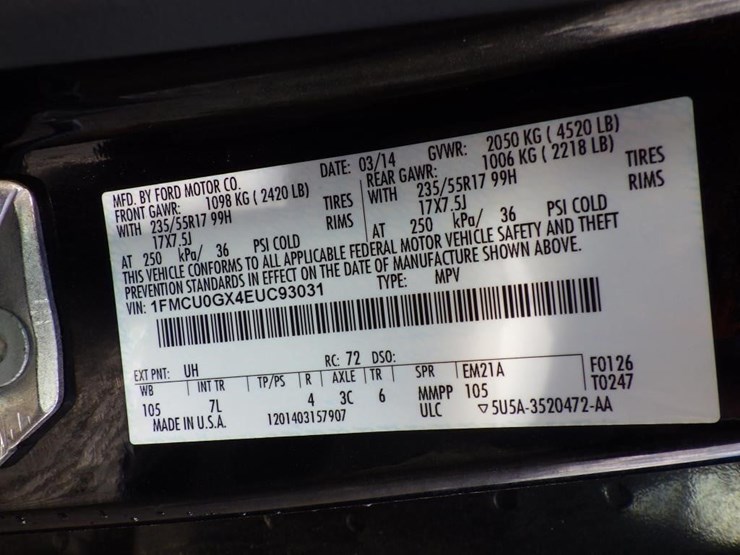 MFD. BY FORD MOTOR CO. DATE: 03/14 GVWR: 2050 KG ( 4520 LB)
FRONT GAWR: 1098 KG ( 2420 LB) REAR GAWR: 1006 KG ( 2218 LB)
WITH 235/55R17 99H TIRES WITH 235/55R17 99H TIRES
17X7.5J RIMS 17X7.5J RIMS
AT 250 kPa/ 36 PSI COLD AT 250 kPa/ 36 PSI COLD
THIS VEHICLE CONFORMS TO ALL APPLICABLE FEDERAL MOTOR VEHICLE SAFETY AND THEFT
PREVENTION STANDARDS IN EFFECT ON THE DATE OF MANUFACTURE SHOWN ABOVE.
VIN: 1FMCU0GX4EUC93031 TYPE: MPV
EXT PNT: UH RC: 72 DSO:
WB INT TR TP/PS R AXLE TR SPR EM21A F0126
105 7L 4 3C 6 MMPP 105 T0247
MADE IN U.S.A. 1201403157907 ULC ▽5U5A-3520472-AA